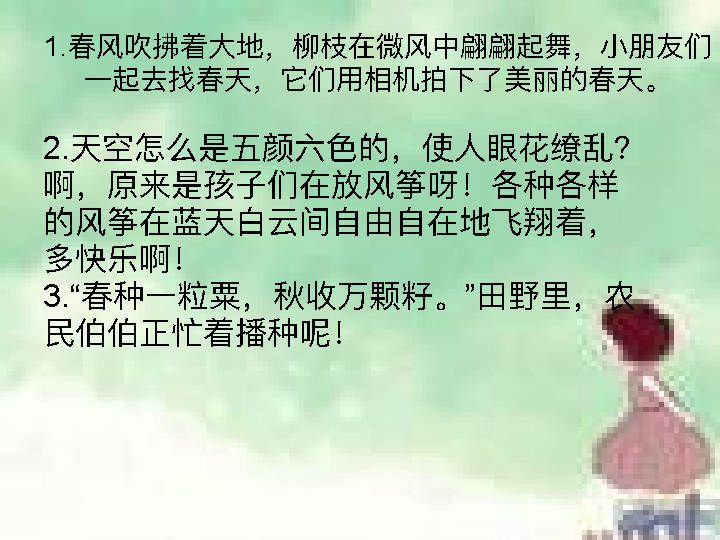 1.春风吹拂着大地，柳枝在微风中翩翩起舞，小朋友们
一起去找春天，它们用相机拍下了美丽的春天。
2.天空怎么是五颜六色的，使人眼花缭乱？
啊，原来是孩子们在放风筝呀！各种各样
的风筝在蓝天白云间自由自在地飞翔着，
多快乐啊！
3.“春种一粒粟，秋收万颗籽。”田野里，农
民伯伯正忙着播种呢！